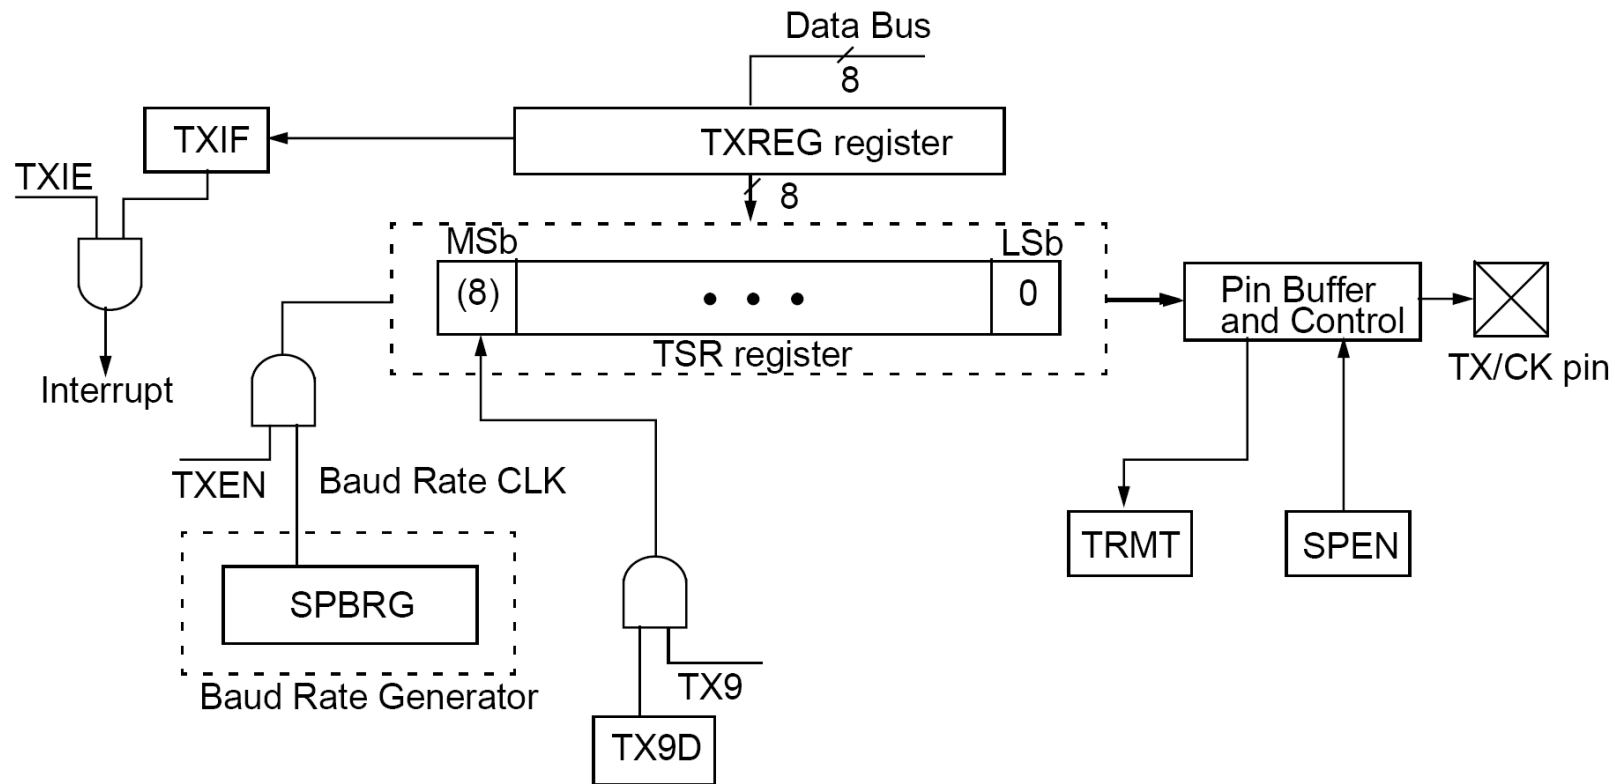 Data Bus
8
TXIF
TXREG register
TXIE
8
MSb
LSb
(8)
0
TSR register
Pin Buffer
and Control
TX/CK pin
Interrupt
TXEN
Baud Rate CLK
TRMT
SPEN
SPBRG
Baud Rate Generator
TX9
TX9D